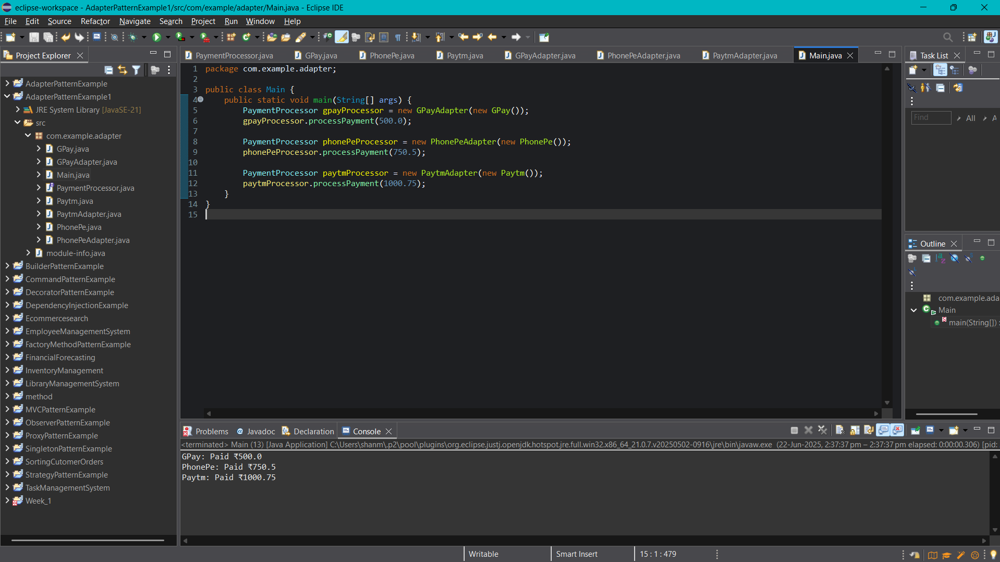 eclipse-workspace - AdapterPatternExample1/src/com/example/adapter/Main.java - Eclipse IDE
File Edit Source Refactor Navigate Search Project Run Window Help
Project Explorer
AdapterPatternExample
AdapterPatternExample1
JRE System Library [JavaSE-21]
src
com.example.adapter
GPay.java
GPayAdapter.java
Main.java
PaymentProcessor.java
Paytm.java
PaytmAdapter.java
PhonePe.java
PhonePeAdapter.java
module-info.java
BuilderPatternExample
CommandPatternExample
DecoratorPatternExample
DependencyInjectionExample
Ecommercesearch
EmployeeManagementSystem
FactoryMethodPatternExample
FinancialForecasting
InventoryManagement
LibraryManagementSystem
method
MVCPatternExample
ObserverPatternExample
ProxyPatternExample
SingletonPatternExample
SortingCutomerOrders
StrategyPatternExample
TaskManagementSystem
Week_1
PaymentProcessor.java GPay.java PhonePe.java Paytm.java GPayAdapter.java PhonePeAdapter.java PaytmAdapter.java Main.java
1 package com.example.adapter;
2
3 public class Main {
4 public static void main(String[] args) {
5 PaymentProcessor gpayProcessor = new GPayAdapter(new GPay());
6 gpayProcessor.processPayment(500.0);
7
8 PaymentProcessor phonePeProcessor = new PhonePeAdapter(new PhonePe());
9 phonePeProcessor.processPayment(750.5);
10
11 PaymentProcessor paytmProcessor = new PaytmAdapter(new Paytm());
12 paytmProcessor.processPayment(1000.75);
13 }
14 }
15
Task List
Find All A
Outline
com.example.ada
Main
main(String[]) :
Problems Javadoc Declaration Console
<terminated> Main (13) [Java Application] C:\Users\shanm\.p2\pool\plugins\org.eclipse.justj.openjdk.hotspot.jre.full.win32.x86_64_21.0.7.v20250502-0916\jre\bin\javaw.exe (22-Jun-2025, 2:37:37 pm – 2:37:37 pm elapsed: 0:00:00.306) [pid:
GPay: Paid ₹500.0
PhonePe: Paid ₹750.5
Paytm: Paid ₹1000.75
Writable Smart Insert 15 : 1 : 479